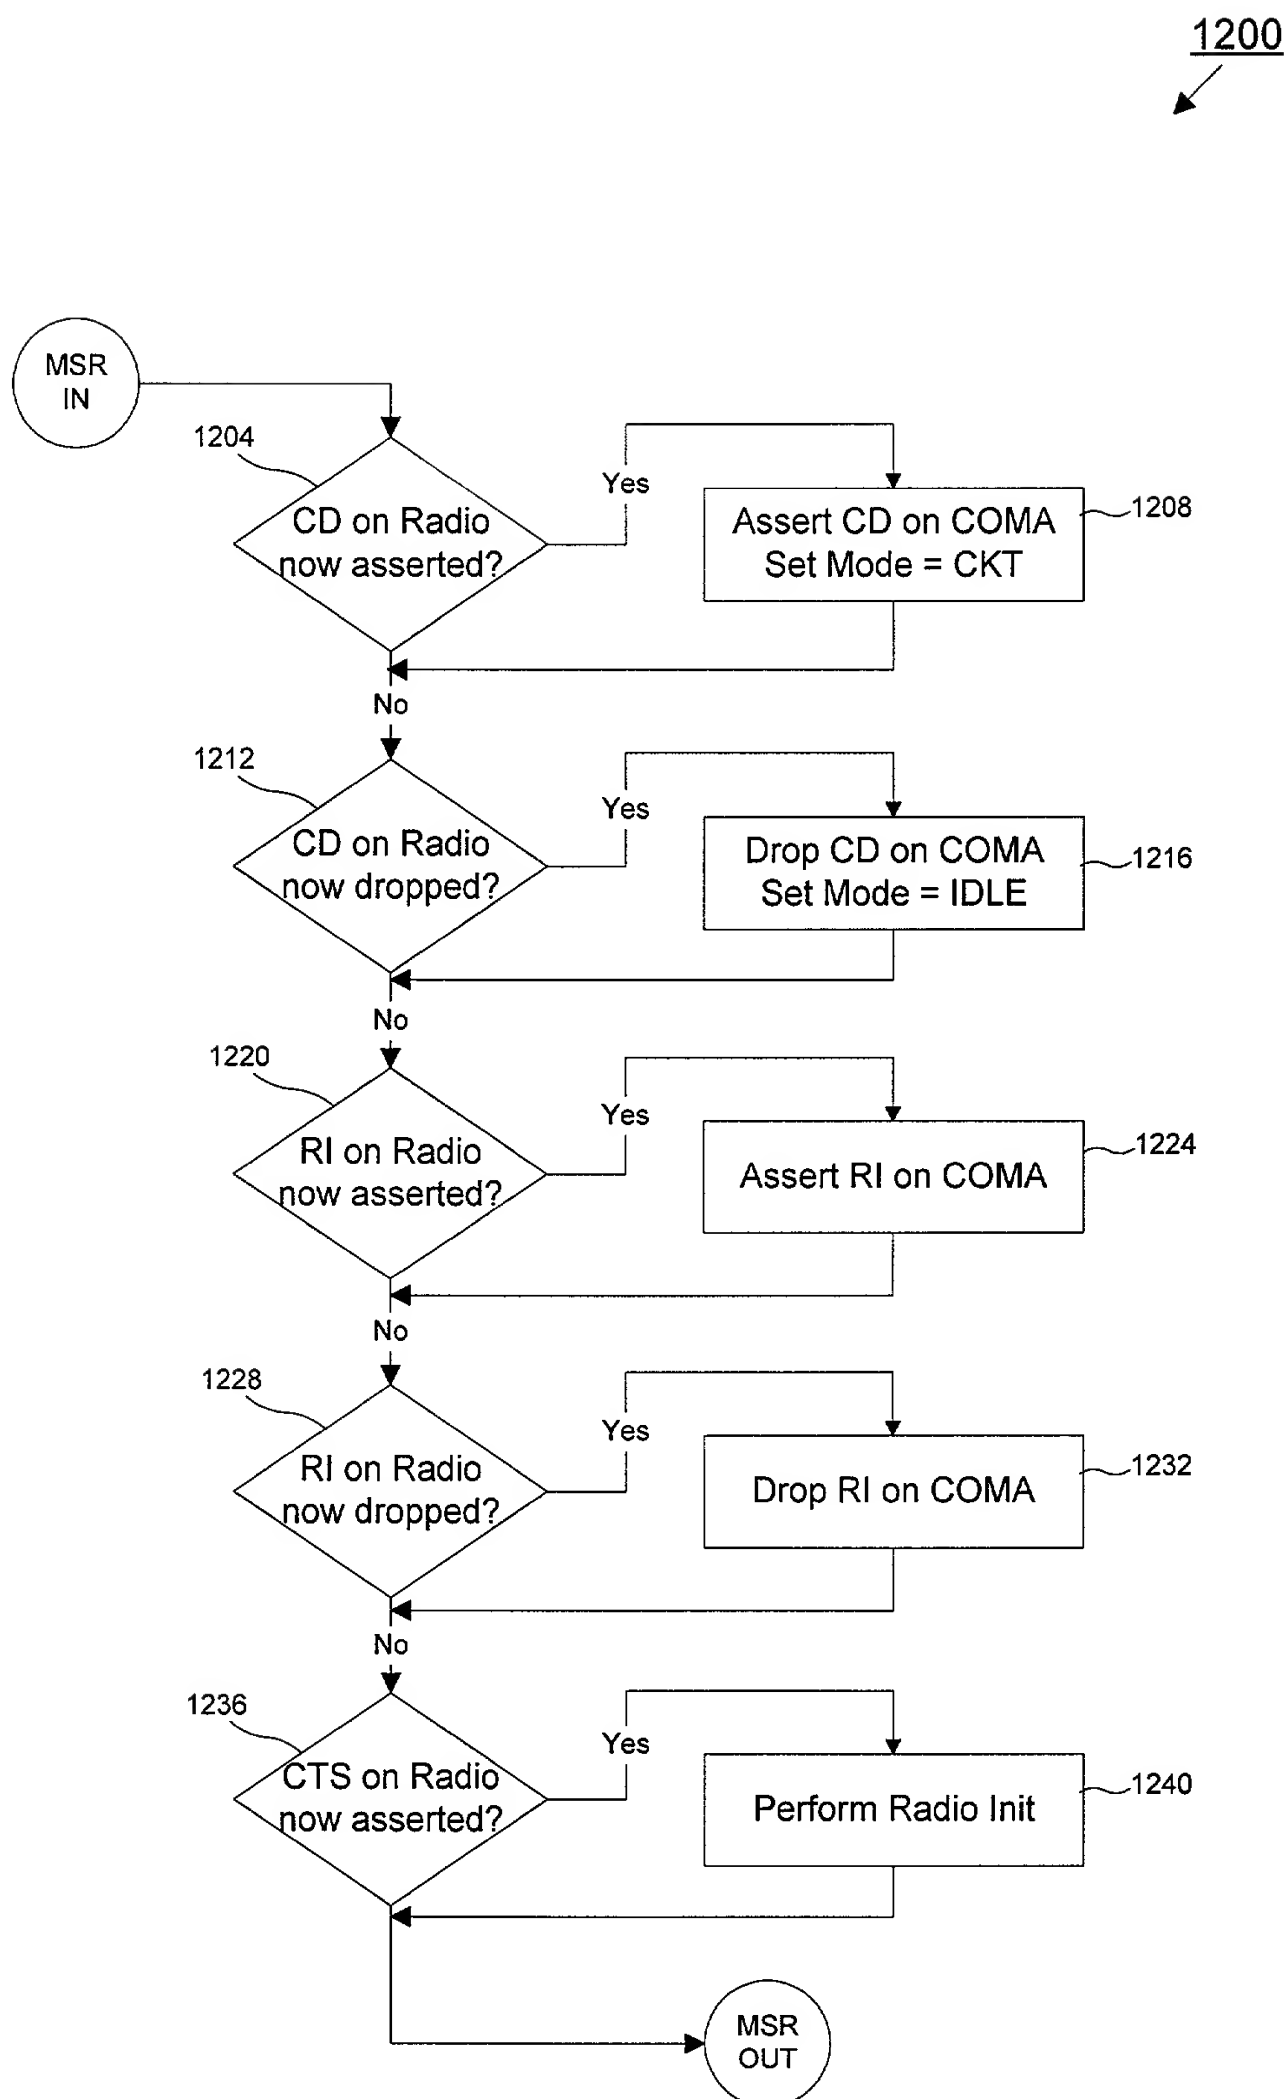 1200
MSR
IN
1204
CD on Radio
now asserted?
Yes
Assert CD on COMA
Set Mode = CKT
1208
No
1212
CD on Radio
now dropped?
Yes
Drop CD on COMA
Set Mode = IDLE
1216
No
1220
RI on Radio
now asserted?
Yes
Assert RI on COMA
1224
No
1228
RI on Radio
now dropped?
Yes
Drop RI on COMA
1232
No
1236
CTS on Radio
now asserted?
Yes
Perform Radio Init
1240
MSR
OUT